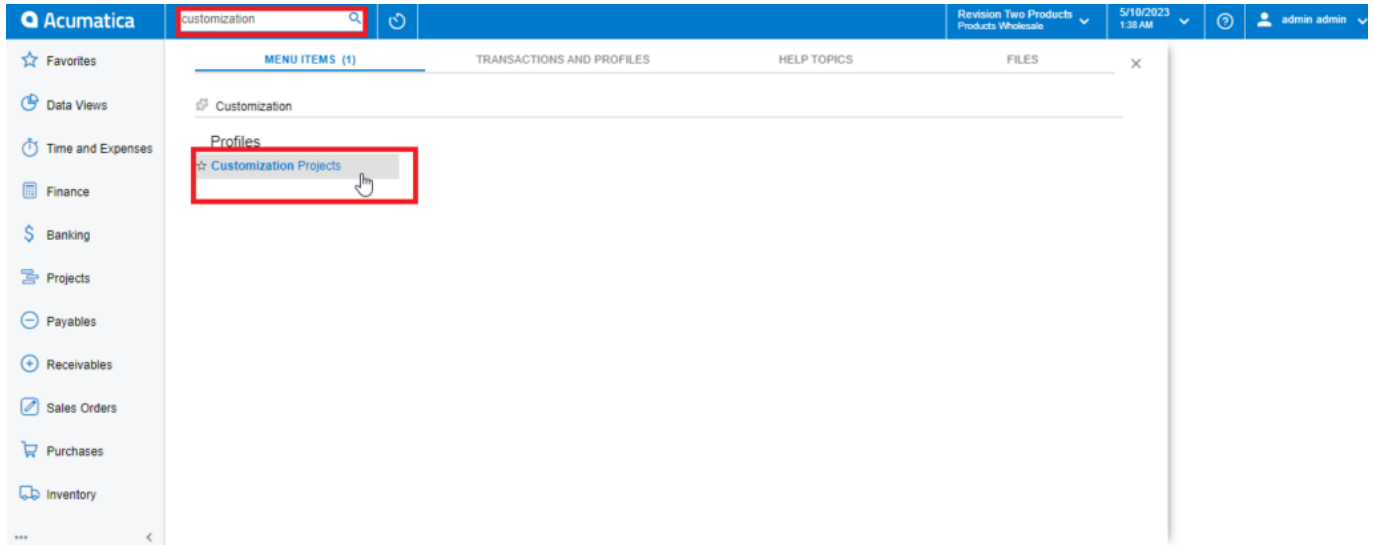 Acumatica
customization
Revision Two Products
Products Wholesale
5/10/2023
1:38 AM
admin admin
Favorites
Data Views
Time and Expenses
Finance
Banking
Projects
Payables
Receivables
Sales Orders
Purchases
Inventory
MENU ITEMS (1)
TRANSACTIONS AND PROFILES
HELP TOPICS
FILES
Customization
Profiles
Customization Projects